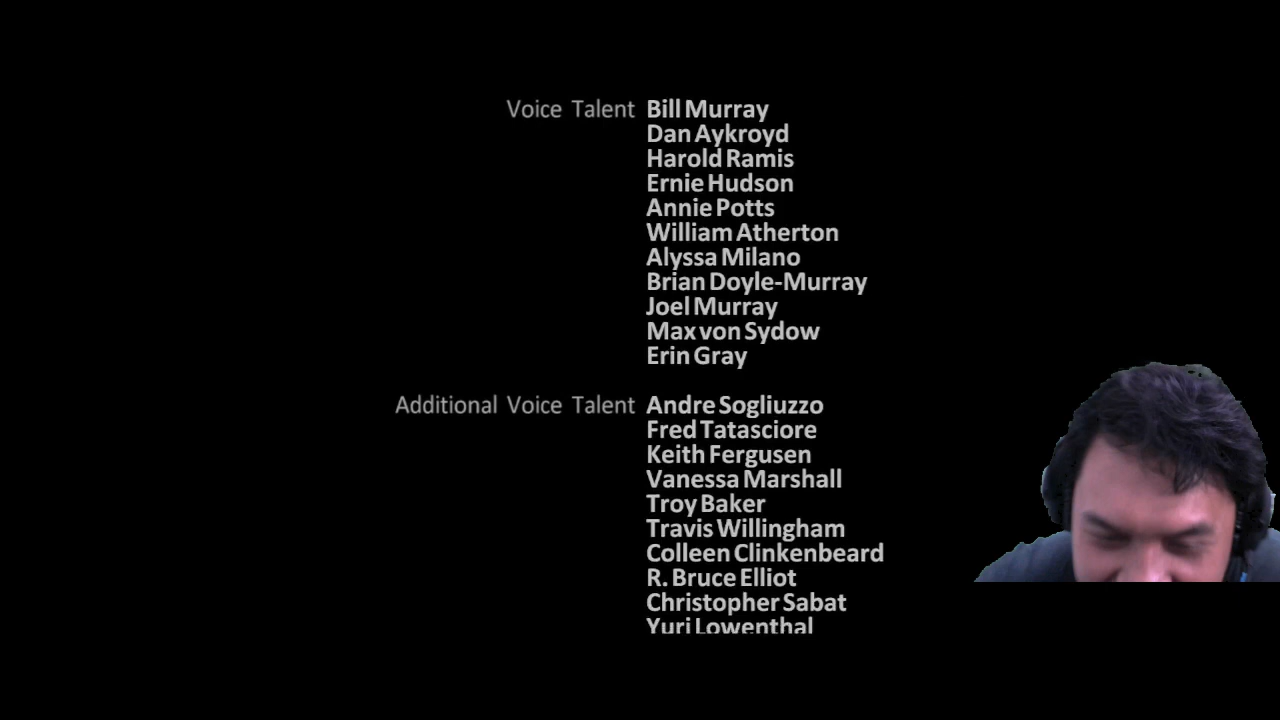 Voice Talent Bill Murray
Dan Aykroyd
Harold Ramis
Ernie Hudson
Annie Potts
William Atherton
Alyssa Milano
Brian Doyle-Murray
Joel Murray
Max von Sydow
Erin Gray
Additional Voice Talent Andre Sogliuzzo
Fred Tatasciore
Keith Fergusen
Vanessa Marshall
Troy Baker
Travis Willingham
Colleen Clinkenbeard
R. Bruce Elliot
Christopher Sabat
Yuri Lowenthal